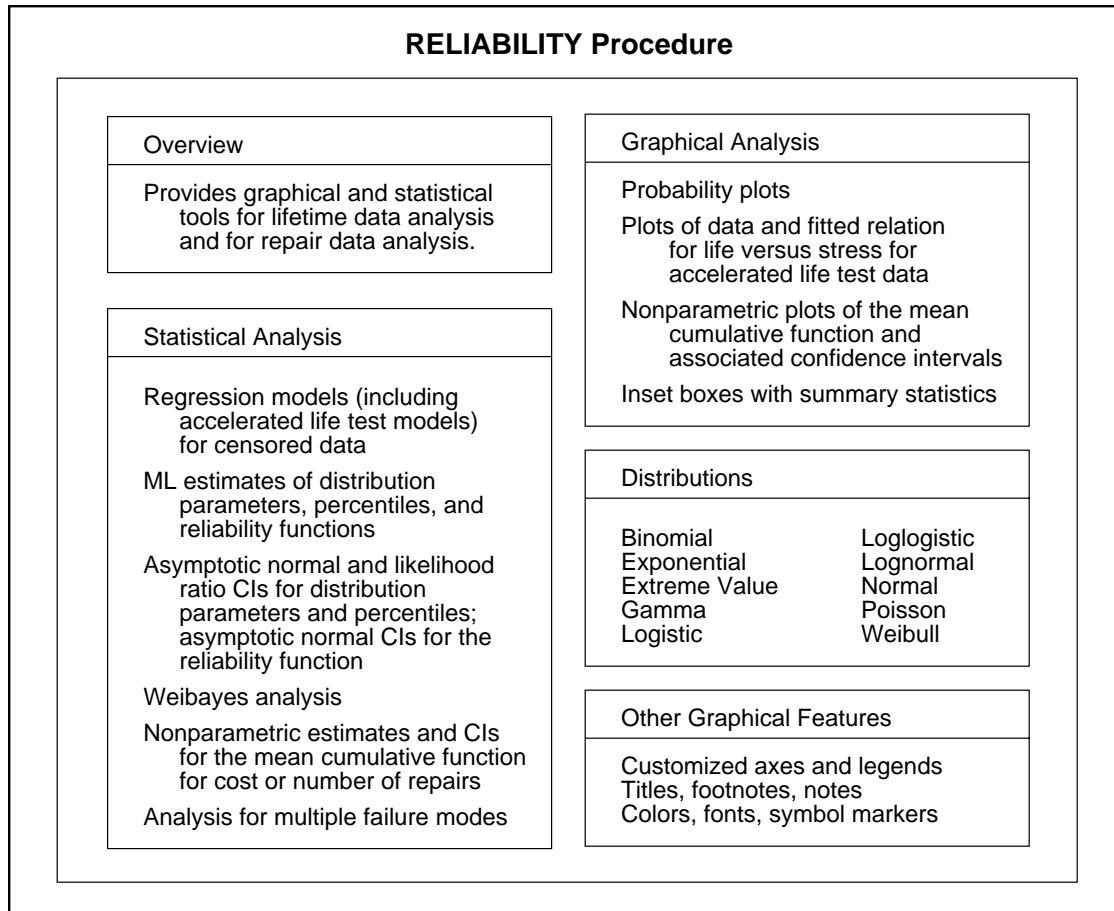 RELIABILITY Procedure
Overview
Provides graphical and statistical
tools for lifetime data analysis
and for repair data analysis.
Statistical Analysis
Regression models (including
accelerated life test models)
for censored data
ML estimates of distribution
parameters, percentiles, and
reliability functions
Asymptotic normal and likelihood
ratio CIs for distribution
parameters and percentiles;
asymptotic normal CIs for the
reliability function
Weibayes analysis
Nonparametric estimates and CIs
for the mean cumulative function
for cost or number of repairs
Analysis for multiple failure modes
Graphical Analysis
Probability plots
Plots of data and fitted relation
for life versus stress for
accelerated life test data
Nonparametric plots of the mean
cumulative function and
associated confidence intervals
Inset boxes with summary statistics
Distributions
Binomial
Exponential
Extreme Value
Gamma
Logistic
Loglogistic
Lognormal
Normal
Poisson
Weibull
Other Graphical Features
Customized axes and legends
Titles, footnotes, notes
Colors, fonts, symbol markers